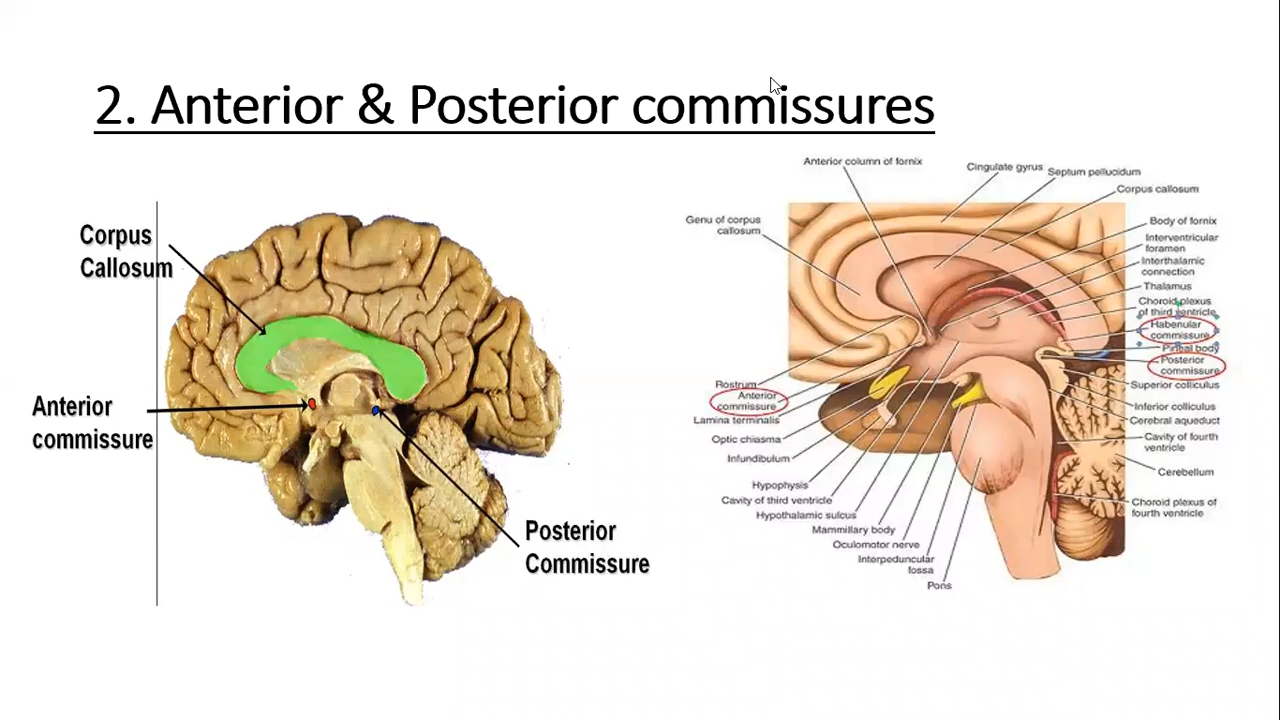 2. Anterior & Posterior commissures
Corpus
Callosum
Anterior
commissure
Posterior
Commissure
Anterior column of fornix
Cingulate gyrus
Septum pellucidum
Corpus callosum
Genu of corpus
callosum
Body of fornix
Interventricular
foramen
Interthalamic
connection
Thalamus
Choroid plexus
of third ventricle
Habenular
commissure
Pineal body
Posterior
commissure
Superior colliculus
Inferior colliculus
Cerebral aqueduct
Cavity of fourth
ventricle
Cerebellum
Choroid plexus of
fourth ventricle
Rostrum
Anterior
commissure
Lamina terminalis
Optic chiasma
Infundibulum
Hypophysis
Cavity of third ventricle
Hypothalamic sulcus
Mammillary body
Oculomotor nerve
Interpeduncular
fossa
Pons